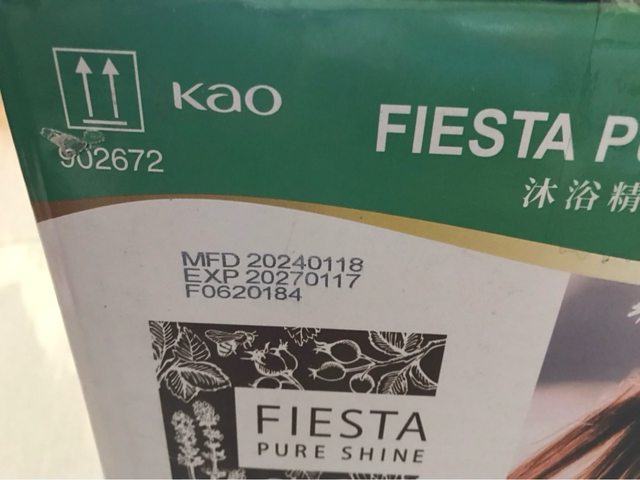 Kao
FIESTA
沐浴精
902672
MFD 20240118
EXP 20270117
F0620184
FIESTA
PURE SHINE